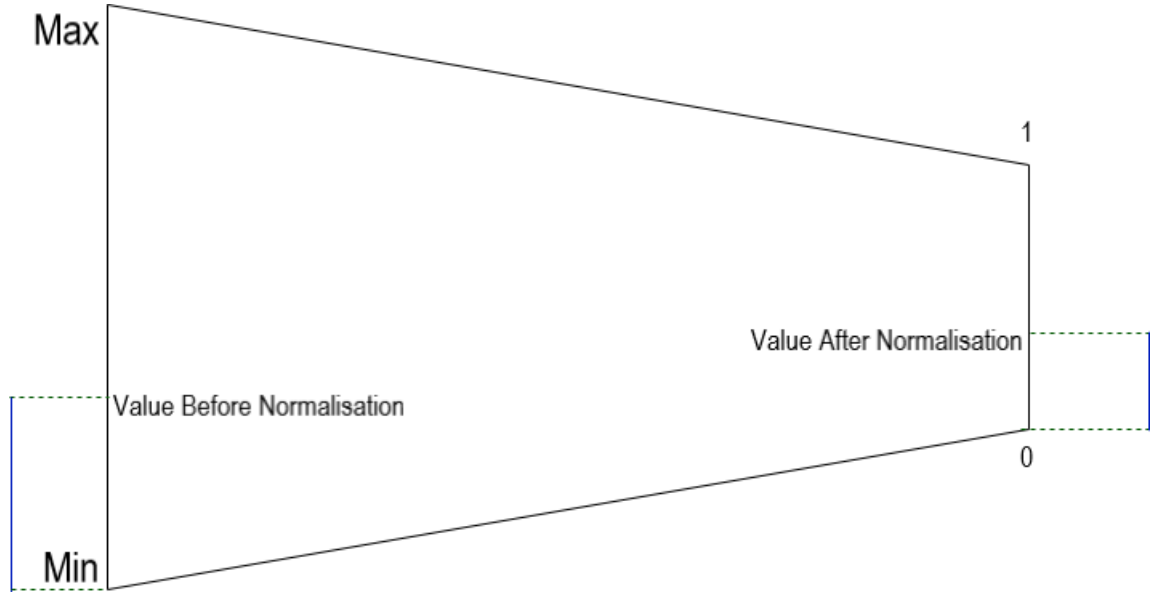 Max
1
Value After Normalisation
Value Before Normalisation
0
Min